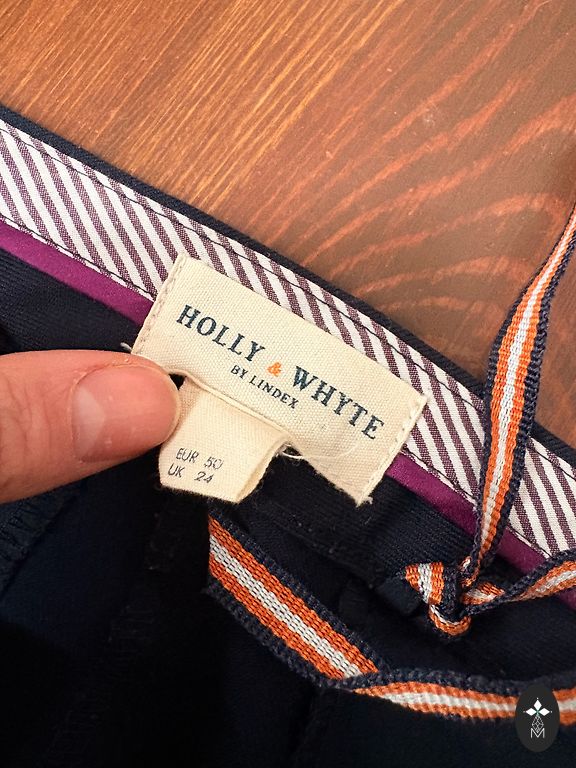 HOLLY & WHYTE
BY LINDEX
EUR 50
UK 24
M